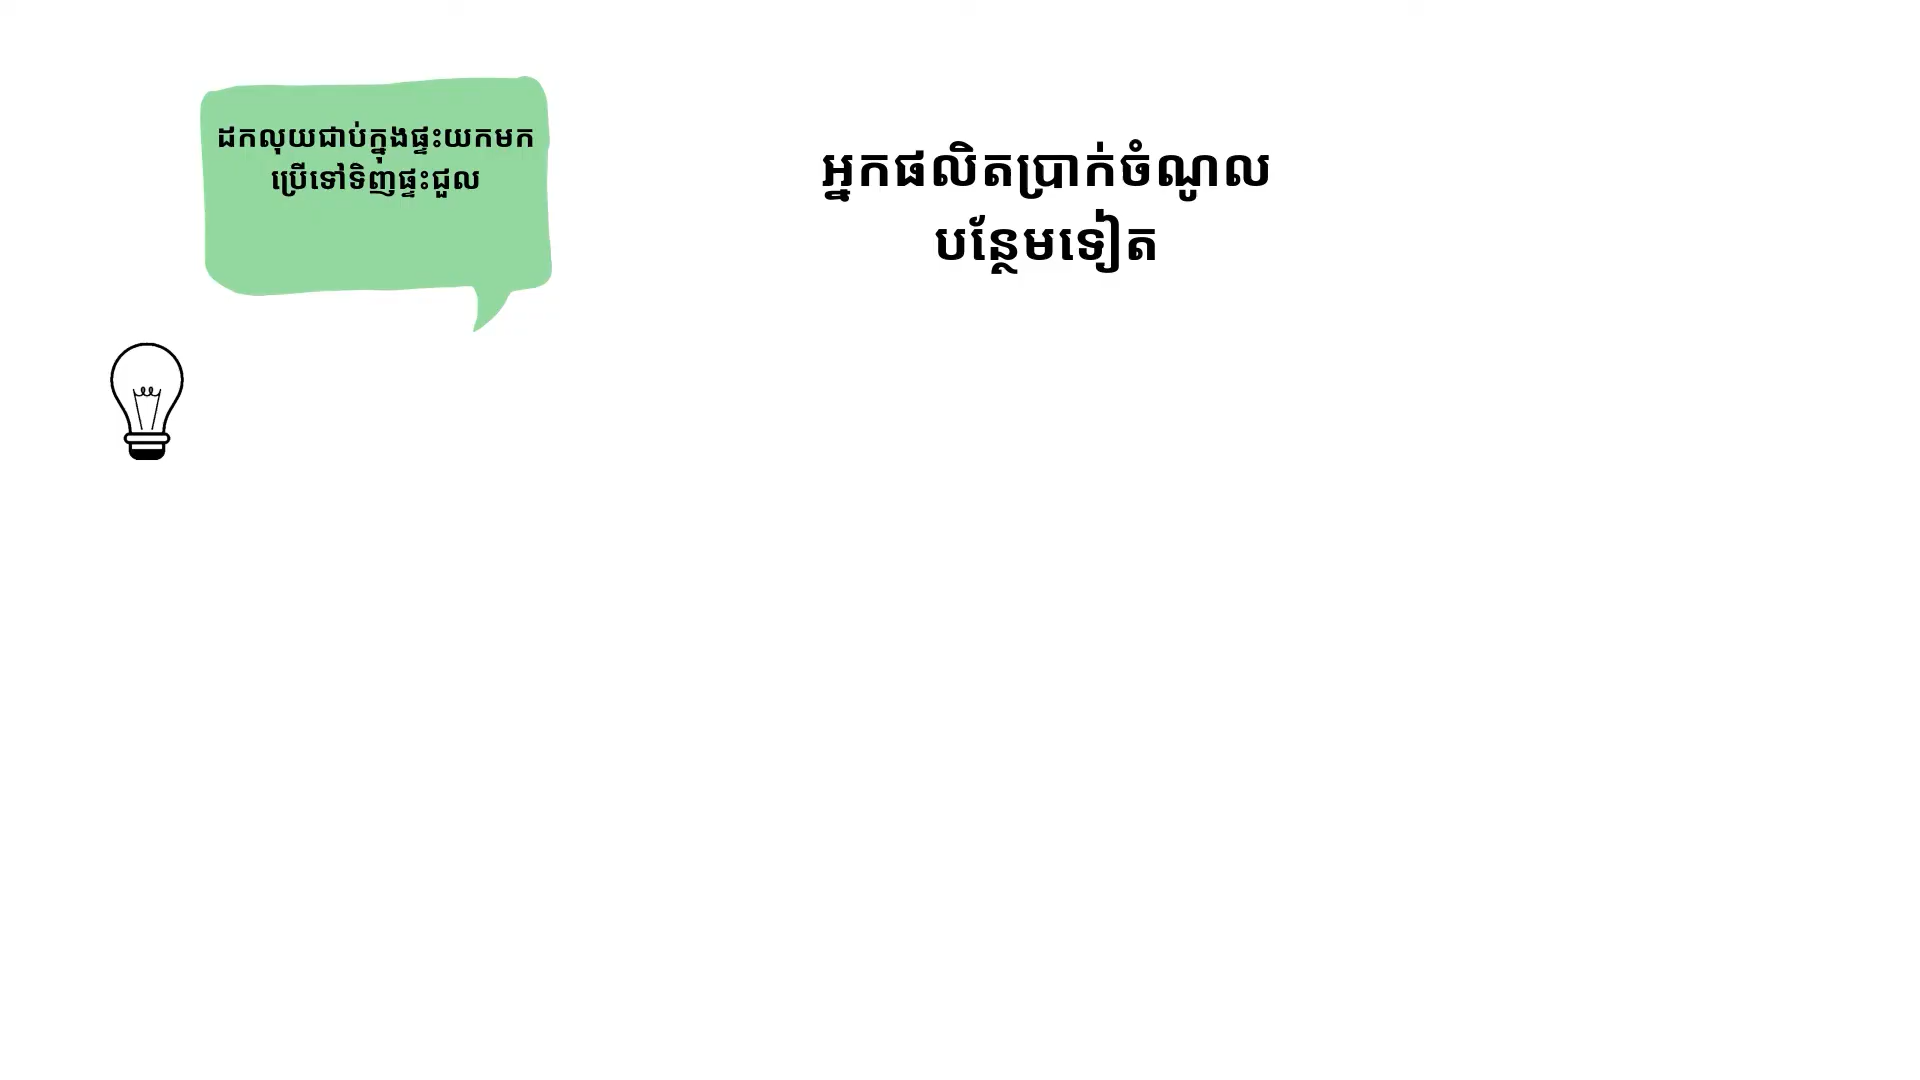 ដកលុយជាប់ក្នុងផ្ទះយកមក
ប្រើទៅទិញផ្ទះជួល
អ្នកផលិតប្រាក់ចំណូល
បន្ថែមទៀត